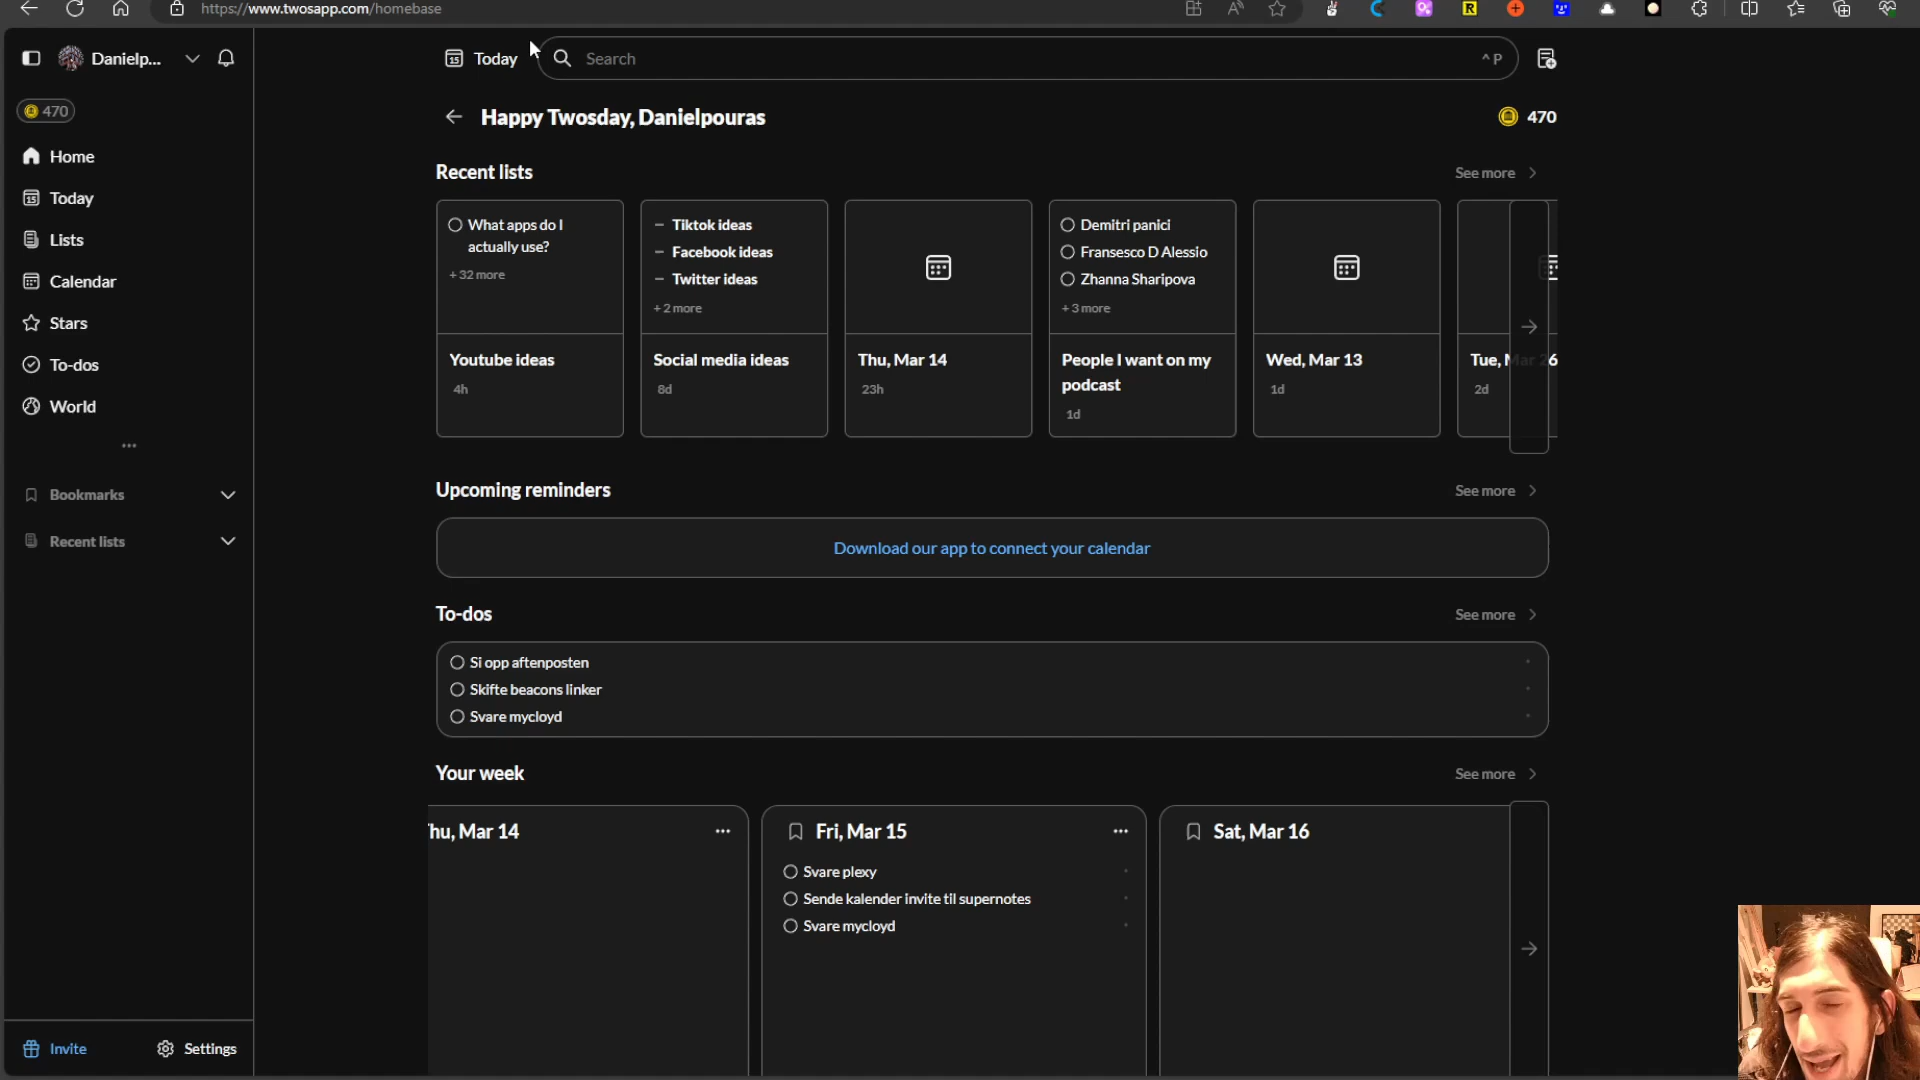 https://www.twosapp.com/homebase
Danielp...
Today
Search
^ P
470
Happy Twosday, Danielpouras
470
Home
Today
Lists
Calendar
Stars
To-dos
World
...
Bookmarks
Recent lists
Invite
Settings
Recent lists
See more
What apps do I
actually use?
+ 32 more
Youtube ideas
4h
– Tiktok ideas
– Facebook ideas
– Twitter ideas
+ 2 more
Social media ideas
8d
Thu, Mar 14
23h
Demitri panici
Fransesco D Alessio
Zhanna Sharipova
+ 3 more
People I want on my
podcast
1d
Wed, Mar 13
1d
Tue, Mar 26
2d
Upcoming reminders
See more
Download our app to connect your calendar
To-dos
See more
Si opp aftenposten
Skifte beacons linker
Svare mycloyd
Your week
See more
Thu, Mar 14
Fri, Mar 15
Svare plexy
Sende kalender invite til supernotes
Svare mycloyd
Sat, Mar 16